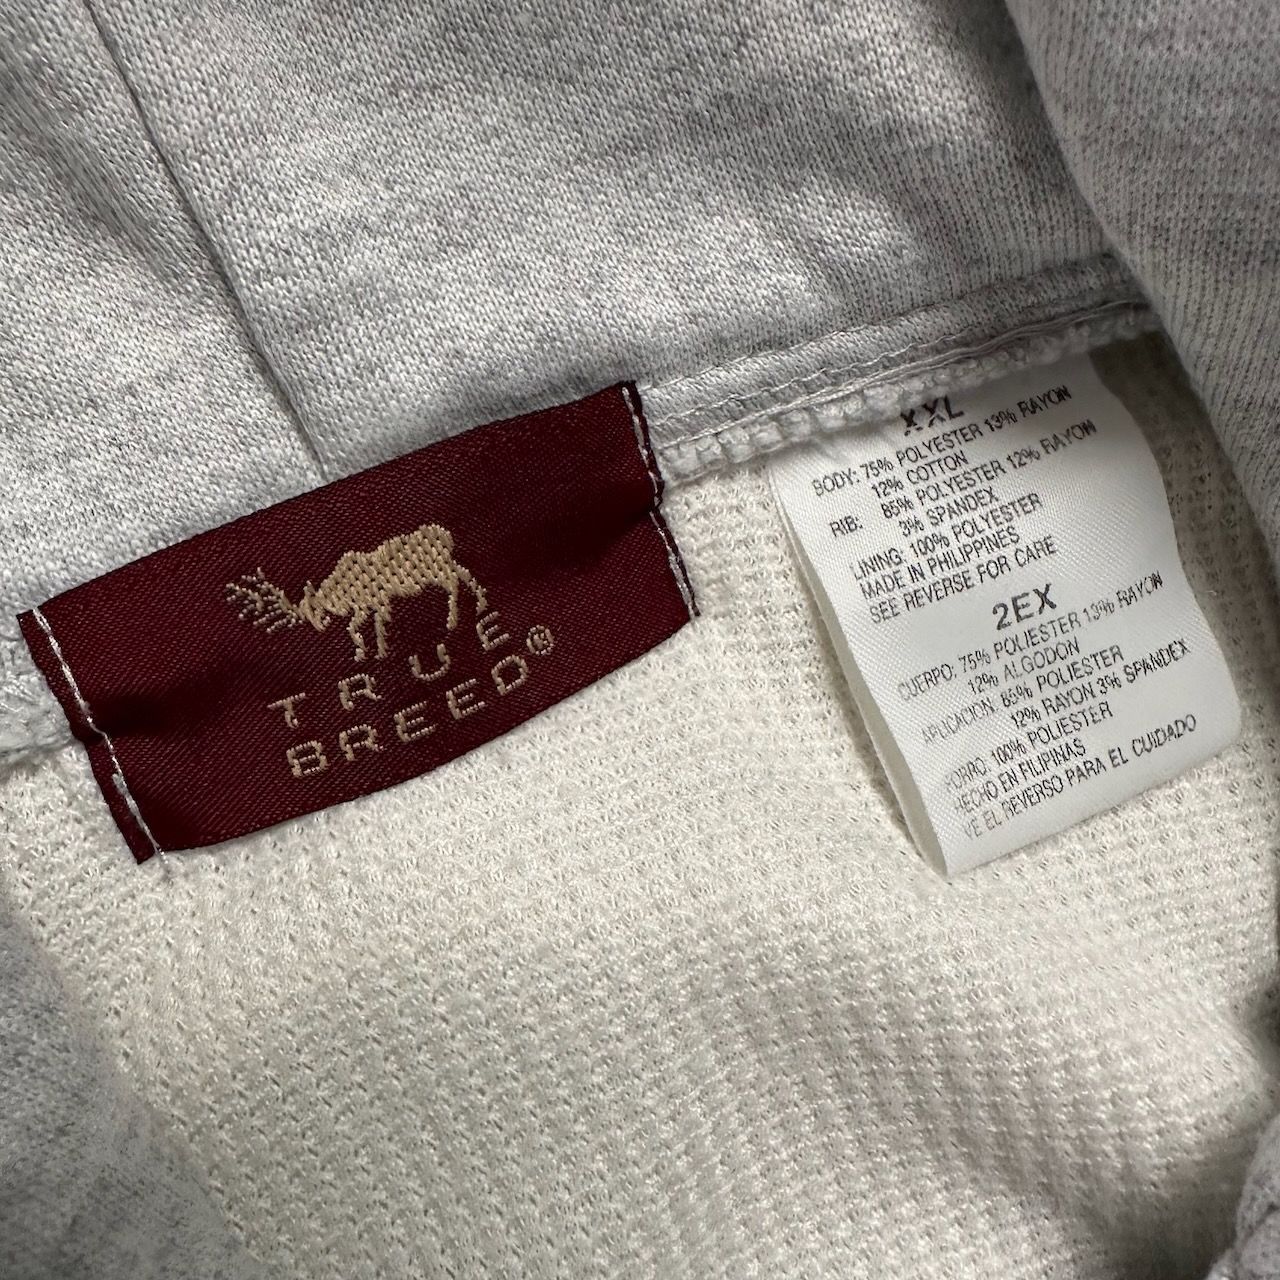 TRUE
BREED®
XXL
BODY: 75% POLYESTER 13% RAYON
12% COTTON
RIB: 85% POLYESTER 12% RAYON
3% SPANDEX
LINING: 100% POLYESTER
MADE IN PHILIPPINES
SEE REVERSE FOR CARE
2EX
CUERPO: 75% POLIESTER 13% RAYON
12% ALGODON
APLICACION: 85% POLIESTER
12% RAYON 3% SPANDEX
FORRO: 100% POLIESTER
HECHO EN FILIPINAS
VE EL REVERSO PARA EL CUIDADO